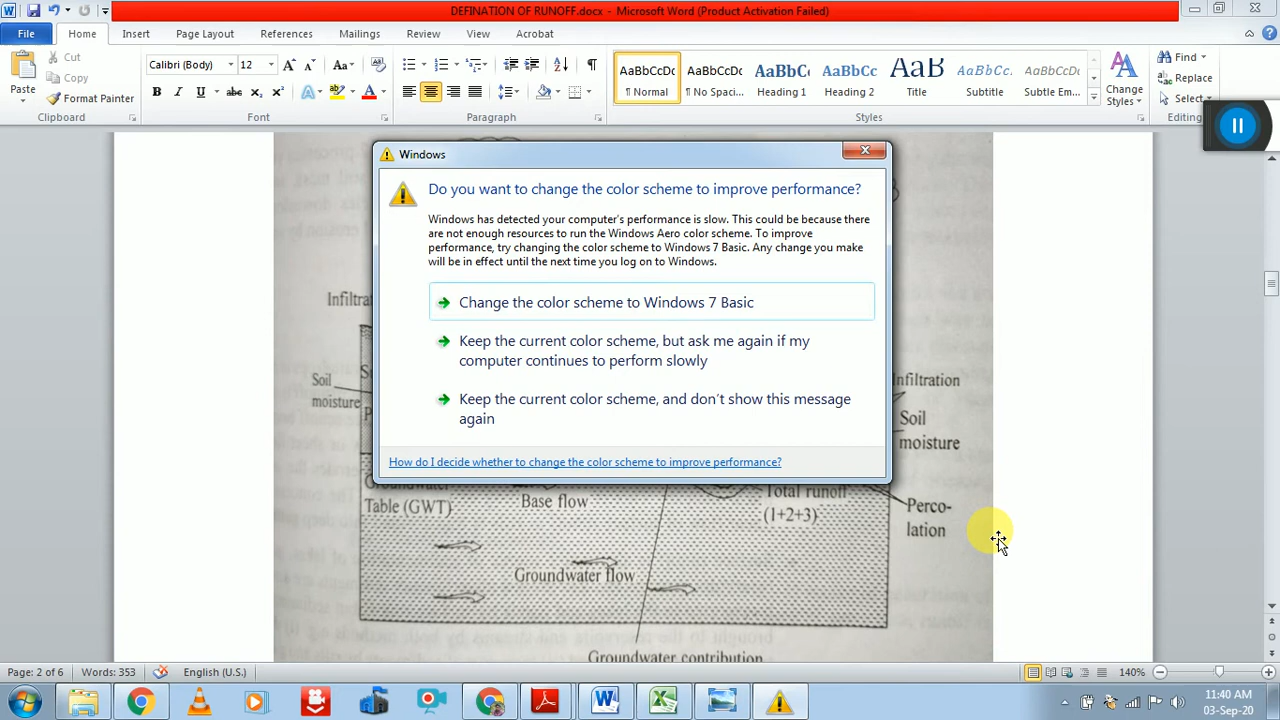 DEFINATION OF RUNOFF.docx - Microsoft Word (Product Activation Failed)
File Home Insert Page Layout References Mailings Review View Acrobat
Cut
Copy
Format Painter
Paste
Clipboard
Calibri (Body) 12
Font
Paragraph
AaBbCcDc AaBbCcDc AaBbCc AaBbCc AaB AaBbCc. AaBbCcDc
¶ Normal ¶ No Spaci... Heading 1 Heading 2 Title Subtitle Subtle Em...
Change
Styles
Styles
Find
Replace
Select
Editing
Windows
Do you want to change the color scheme to improve performance?
Windows has detected your computer's performance is slow. This could be because there
are not enough resources to run the Windows Aero color scheme. To improve
performance, try changing the color scheme to Windows 7 Basic. Any change you make
will be in effect until the next time you log on to Windows.
Change the color scheme to Windows 7 Basic
Keep the current color scheme, but ask me again if my
computer continues to perform slowly
Keep the current color scheme, and don't show this message
again
How do I decide whether to change the color scheme to improve performance?
Infiltra
Soil
moisture
Infiltration
Soil
moisture
Groundwater
Table (GWT)
Base flow
Total runoff
(1+2+3)
Perco-
lation
Groundwater flow
Groundwater contribution
Page: 2 of 6 Words: 353 English (U.S.) 140%
11:40 AM
03-Sep-20